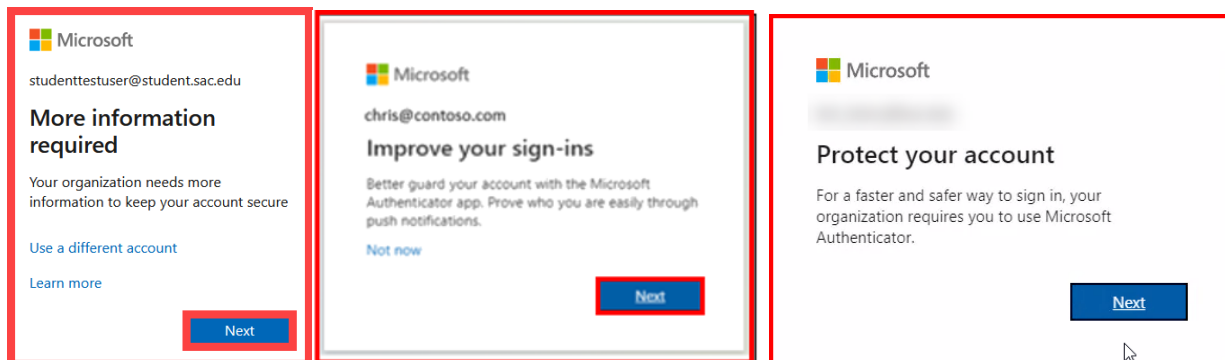 Microsoft
studenttestuser@student.sac.edu
More information
required
Your organization needs more
information to keep your account secure
Use a different account
Learn more
Next
Microsoft
chris@contoso.com
Improve your sign-ins
Better guard your account with the Microsoft
Authenticator app. Prove who you are easily through
push notifications.
Not now
Next
Microsoft
Protect your account
For a faster and safer way to sign in, your
organization requires you to use Microsoft
Authenticator.
Next